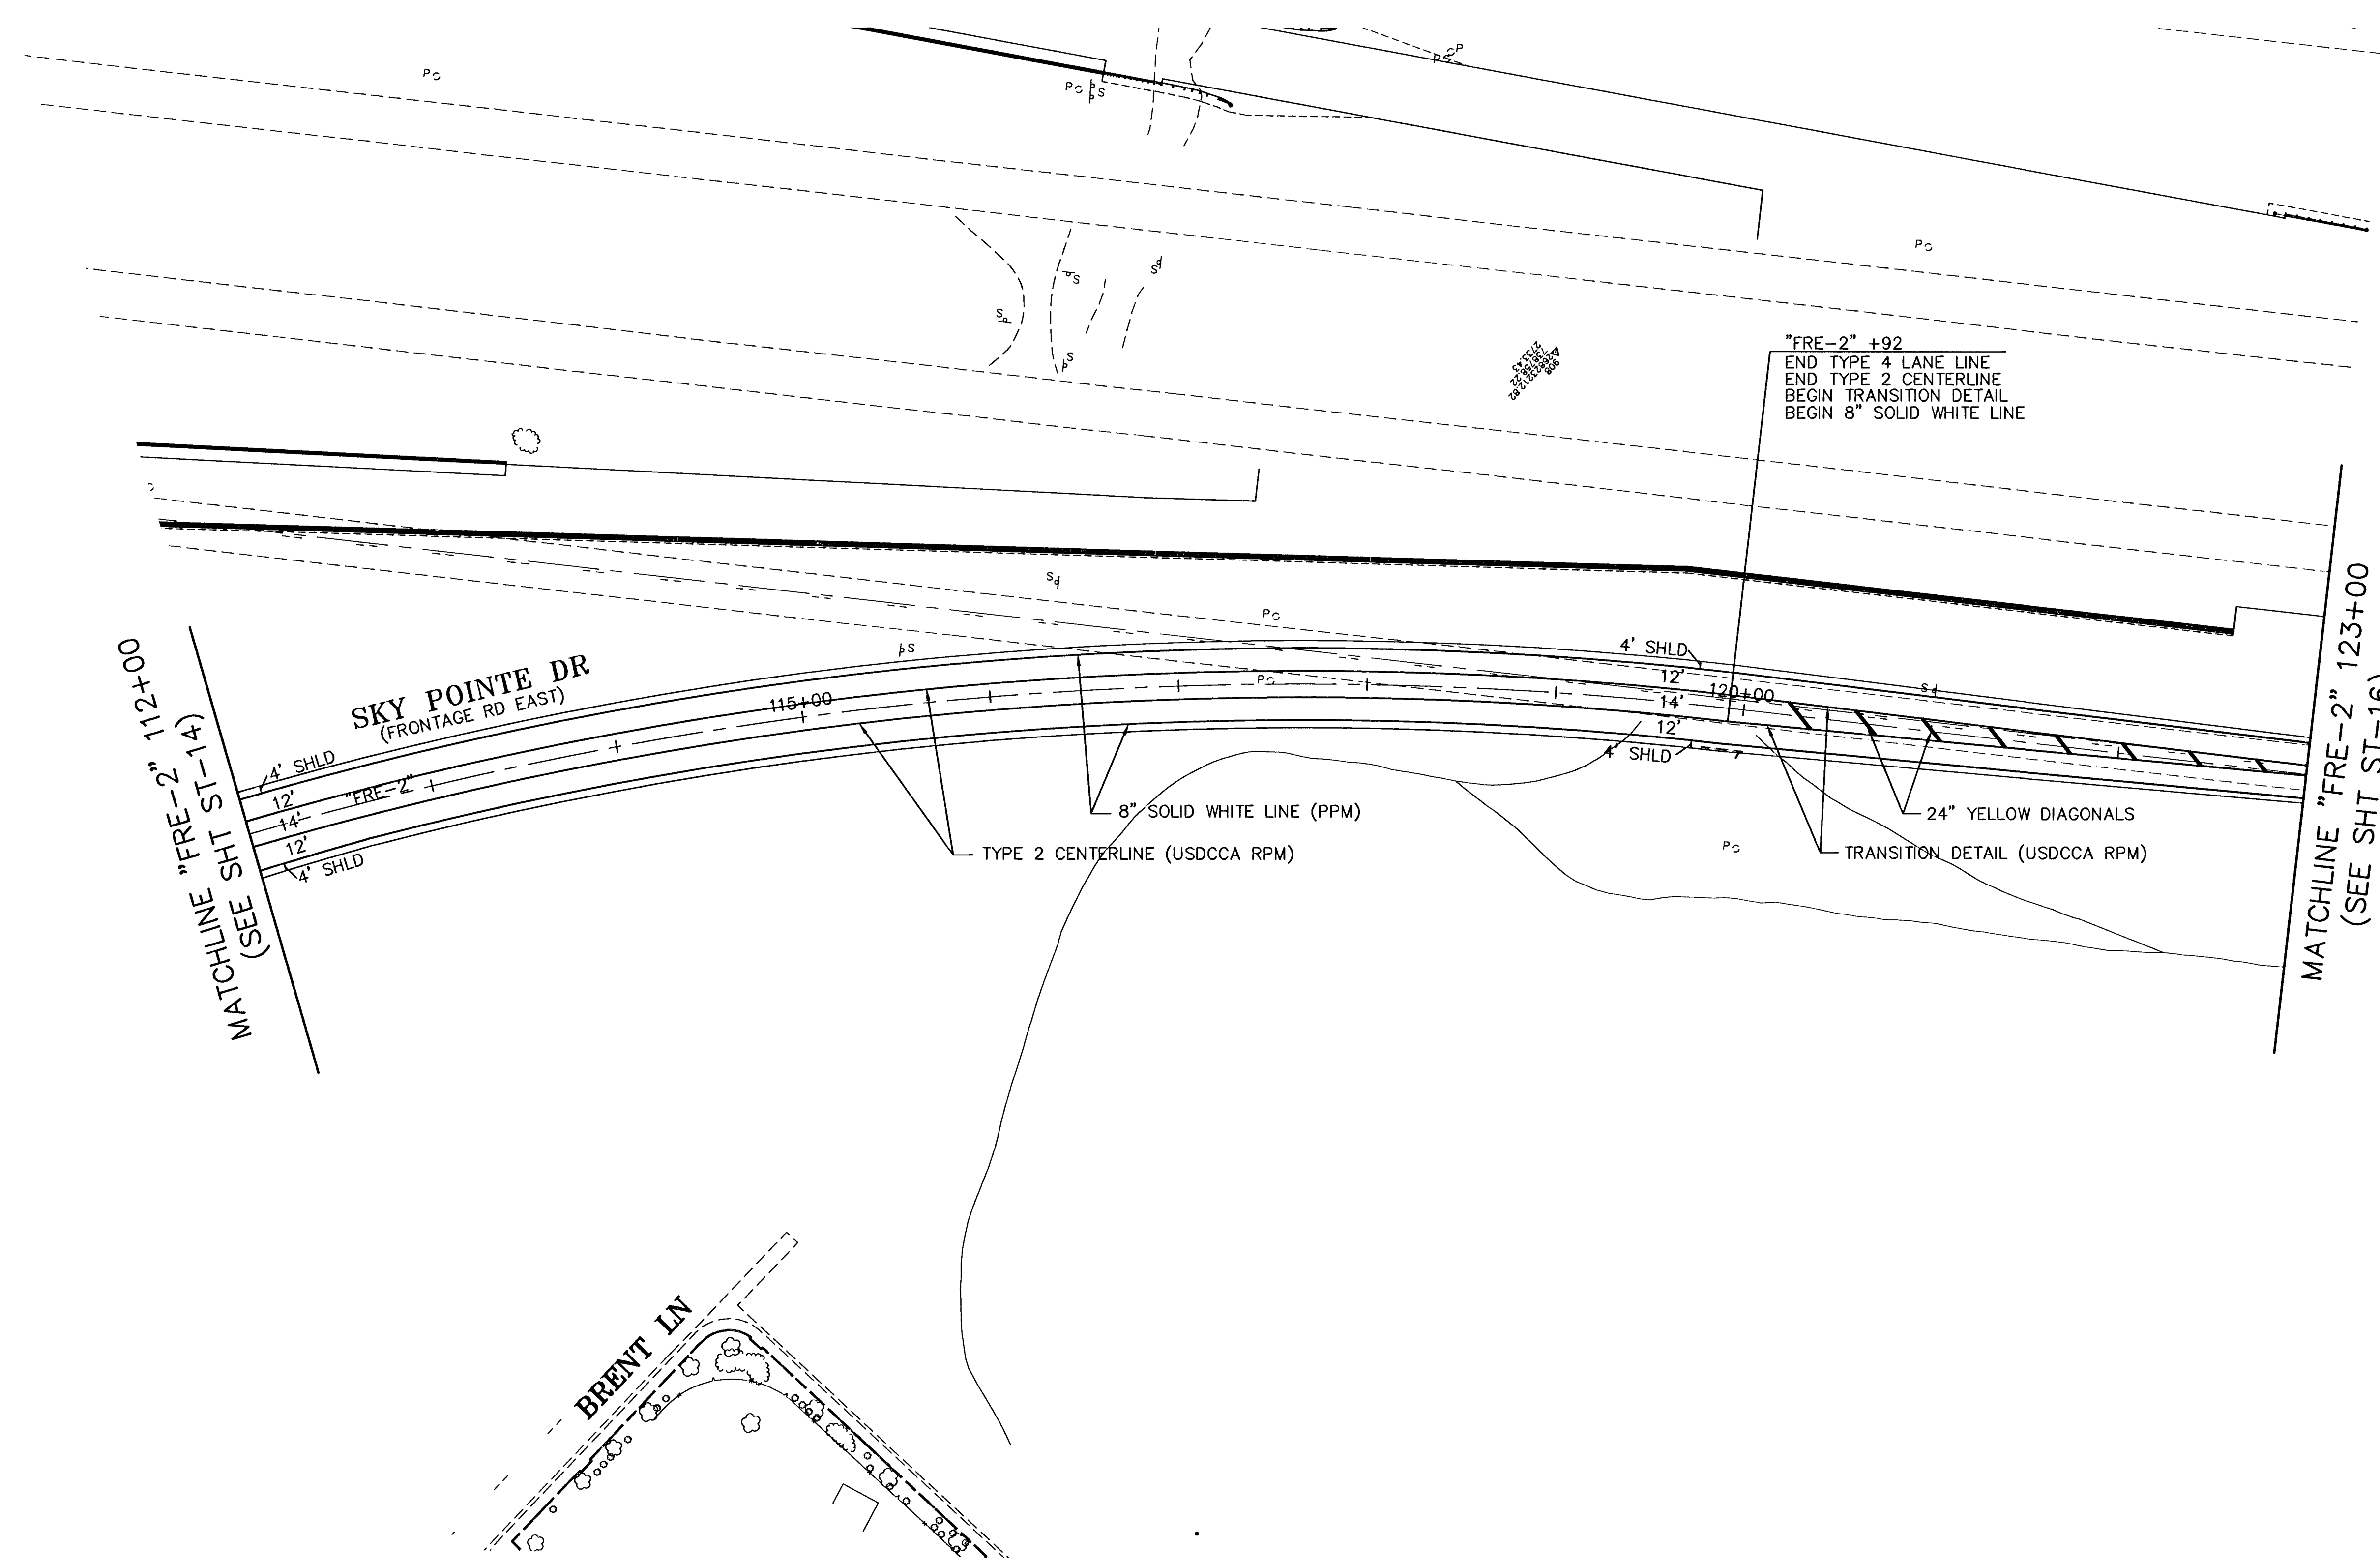 "FRE-2" +92
END TYPE 4 LANE LINE
END TYPE 2 CENTERLINE
BEGIN TRANSITION DETAIL
BEGIN 8" SOLID WHITE LINE
MATCHLINE "FRE-2" 112+00
(SEE SHT ST-14)
SKY POINTE DR
(FRONTAGE RD EAST)
4' SHLD
12'
14'
12'
4' SHLD
"FRE-2"
115+00
120+00
4' SHLD
12'
14'
12'
4' SHLD
8" SOLID WHITE LINE (PPM)
TYPE 2 CENTERLINE (USDCCA RPM)
24" YELLOW DIAGONALS
TRANSITION DETAIL (USDCCA RPM)
MATCHLINE "FRE-2" 123+00
(SEE SHT ST-16)
BRENT LN